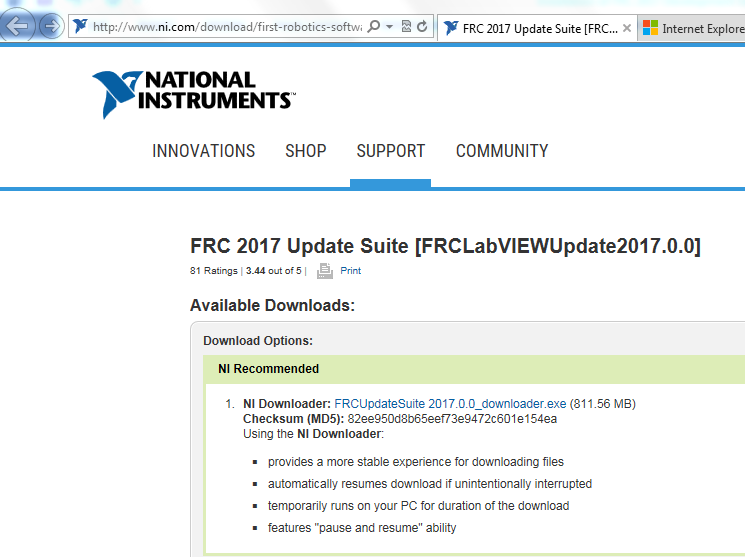 http://www.ni.com/download/first-robotics-softwa
FRC 2017 Update Suite [FRC...
Internet Explore
NATIONAL
INSTRUMENTS™
INNOVATIONS SHOP SUPPORT COMMUNITY
FRC 2017 Update Suite [FRCLabVIEWUpdate2017.0.0]
81 Ratings | 3.44 out of 5 | Print
Available Downloads:
Download Options:
NI Recommended
1. NI Downloader: FRCUpdateSuite 2017.0.0_downloader.exe (811.56 MB)
Checksum (MD5): 82ee950d8b65eef73e9472c601e154ea
Using the NI Downloader:
▪ provides a more stable experience for downloading files
▪ automatically resumes download if unintentionally interrupted
▪ temporarily runs on your PC for duration of the download
▪ features "pause and resume" ability